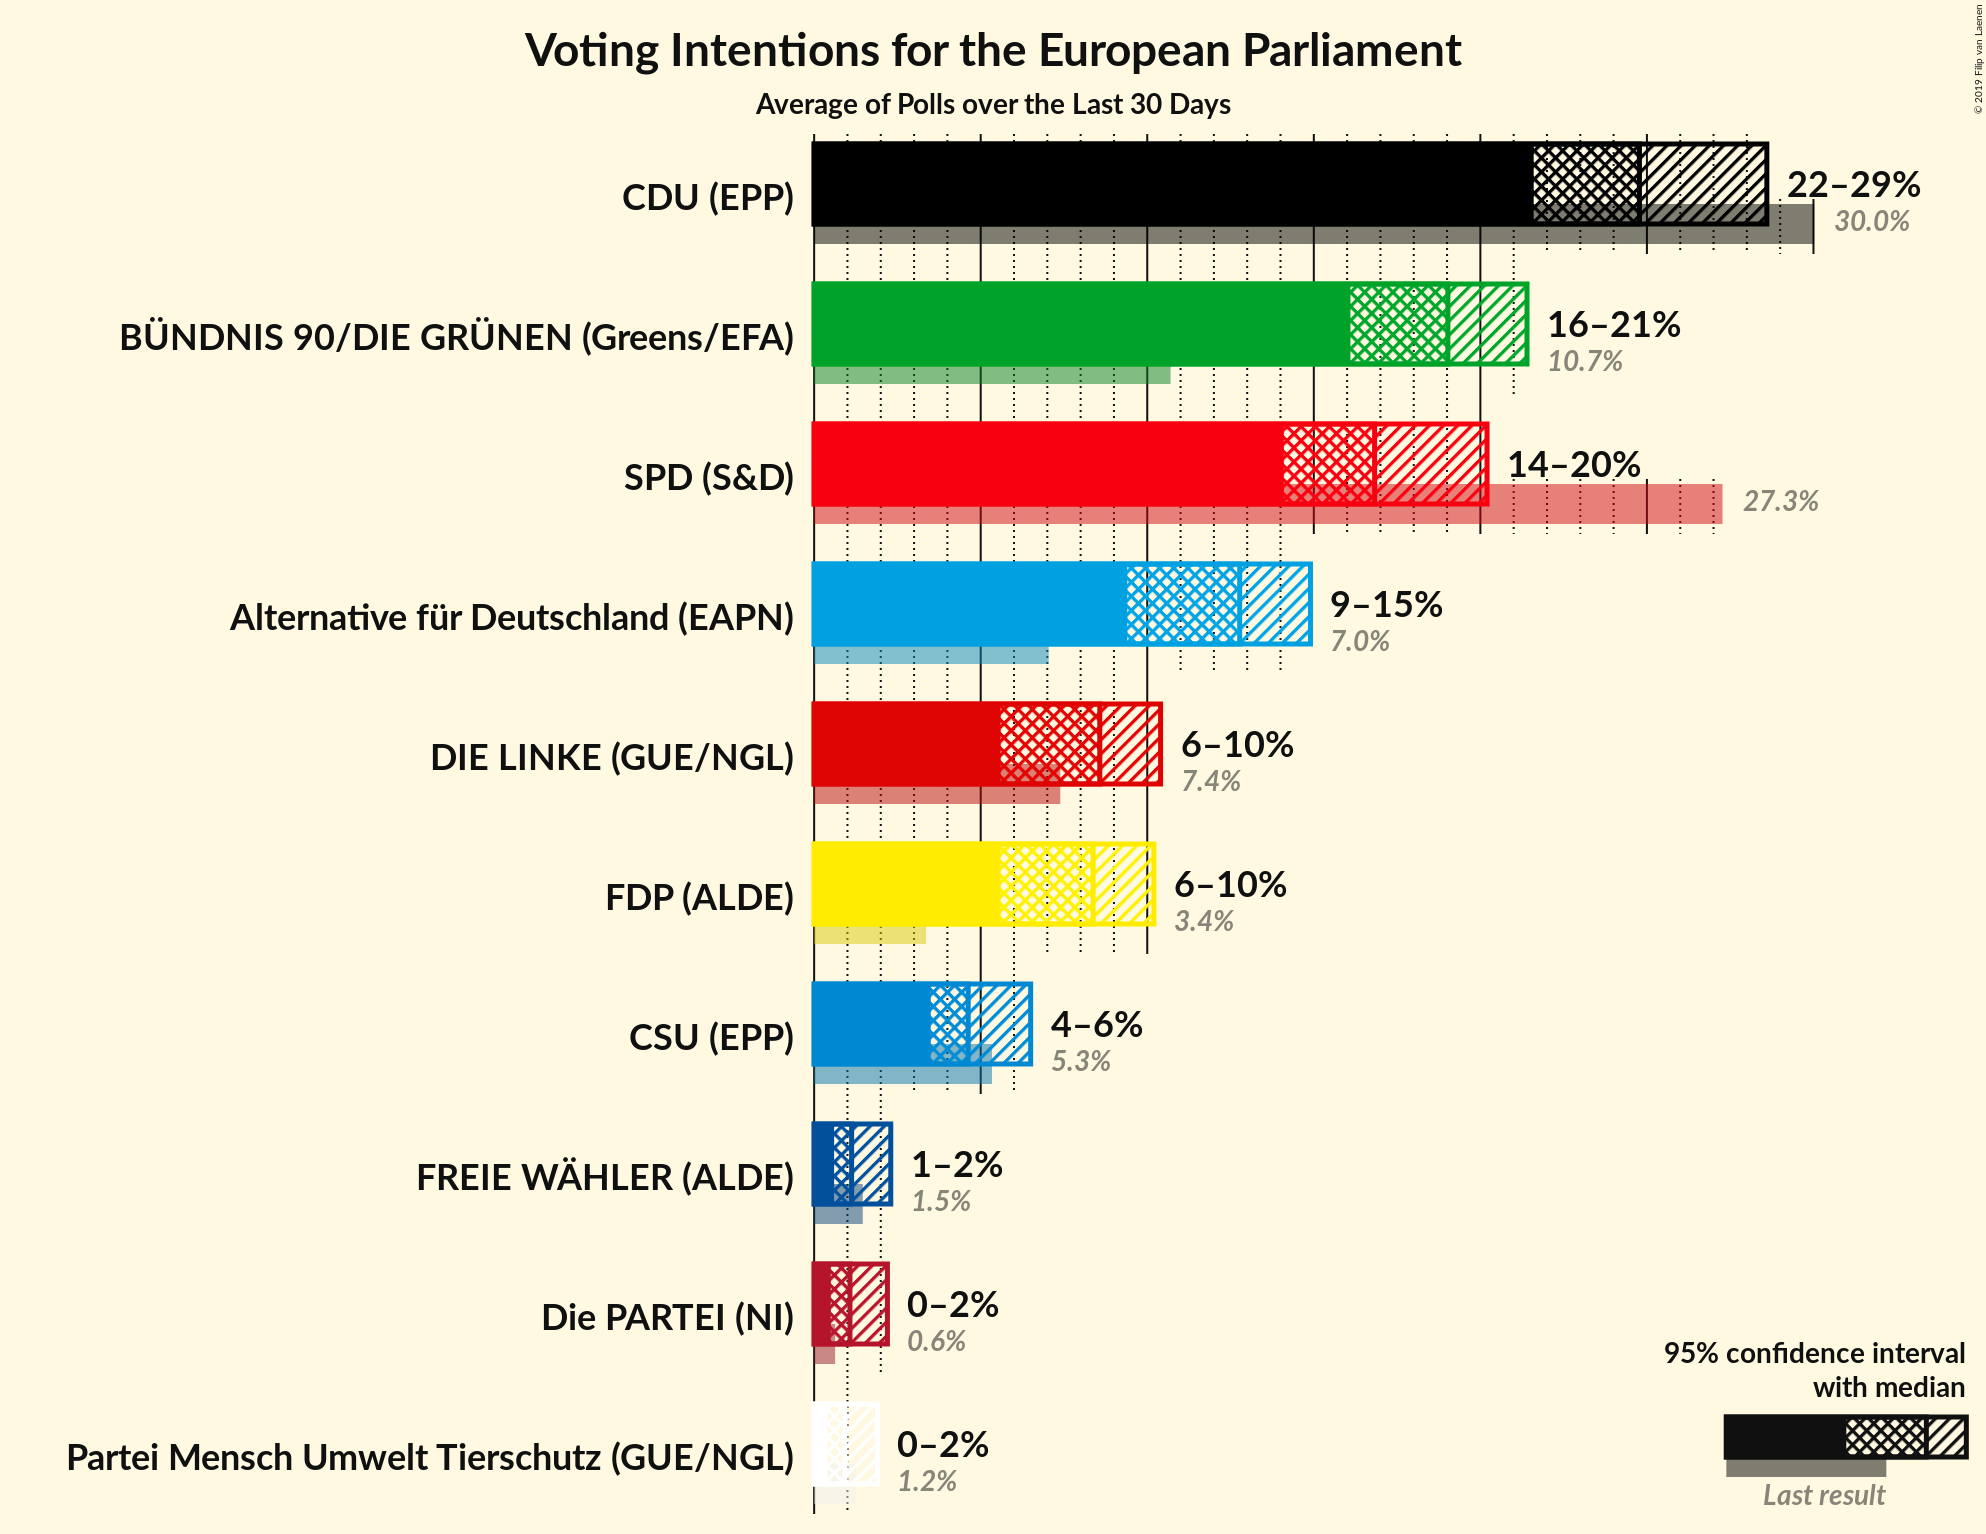 Voting Intentions for the European Parliament
Average of Polls over the Last 30 Days
© 2019 Filip van Laenen
CDU (EPP)
22–29%
30.0%
BÜNDNIS 90/DIE GRÜNEN (Greens/EFA)
16–21%
10.7%
SPD (S&D)
14–20%
27.3%
Alternative für Deutschland (EAPN)
9–15%
7.0%
DIE LINKE (GUE/NGL)
6–10%
7.4%
FDP (ALDE)
6–10%
3.4%
CSU (EPP)
4–6%
5.3%
FREIE WÄHLER (ALDE)
1–2%
1.5%
Die PARTEI (NI)
0–2%
0.6%
Partei Mensch Umwelt Tierschutz (GUE/NGL)
0–2%
1.2%
95% confidence interval
with median
Last result